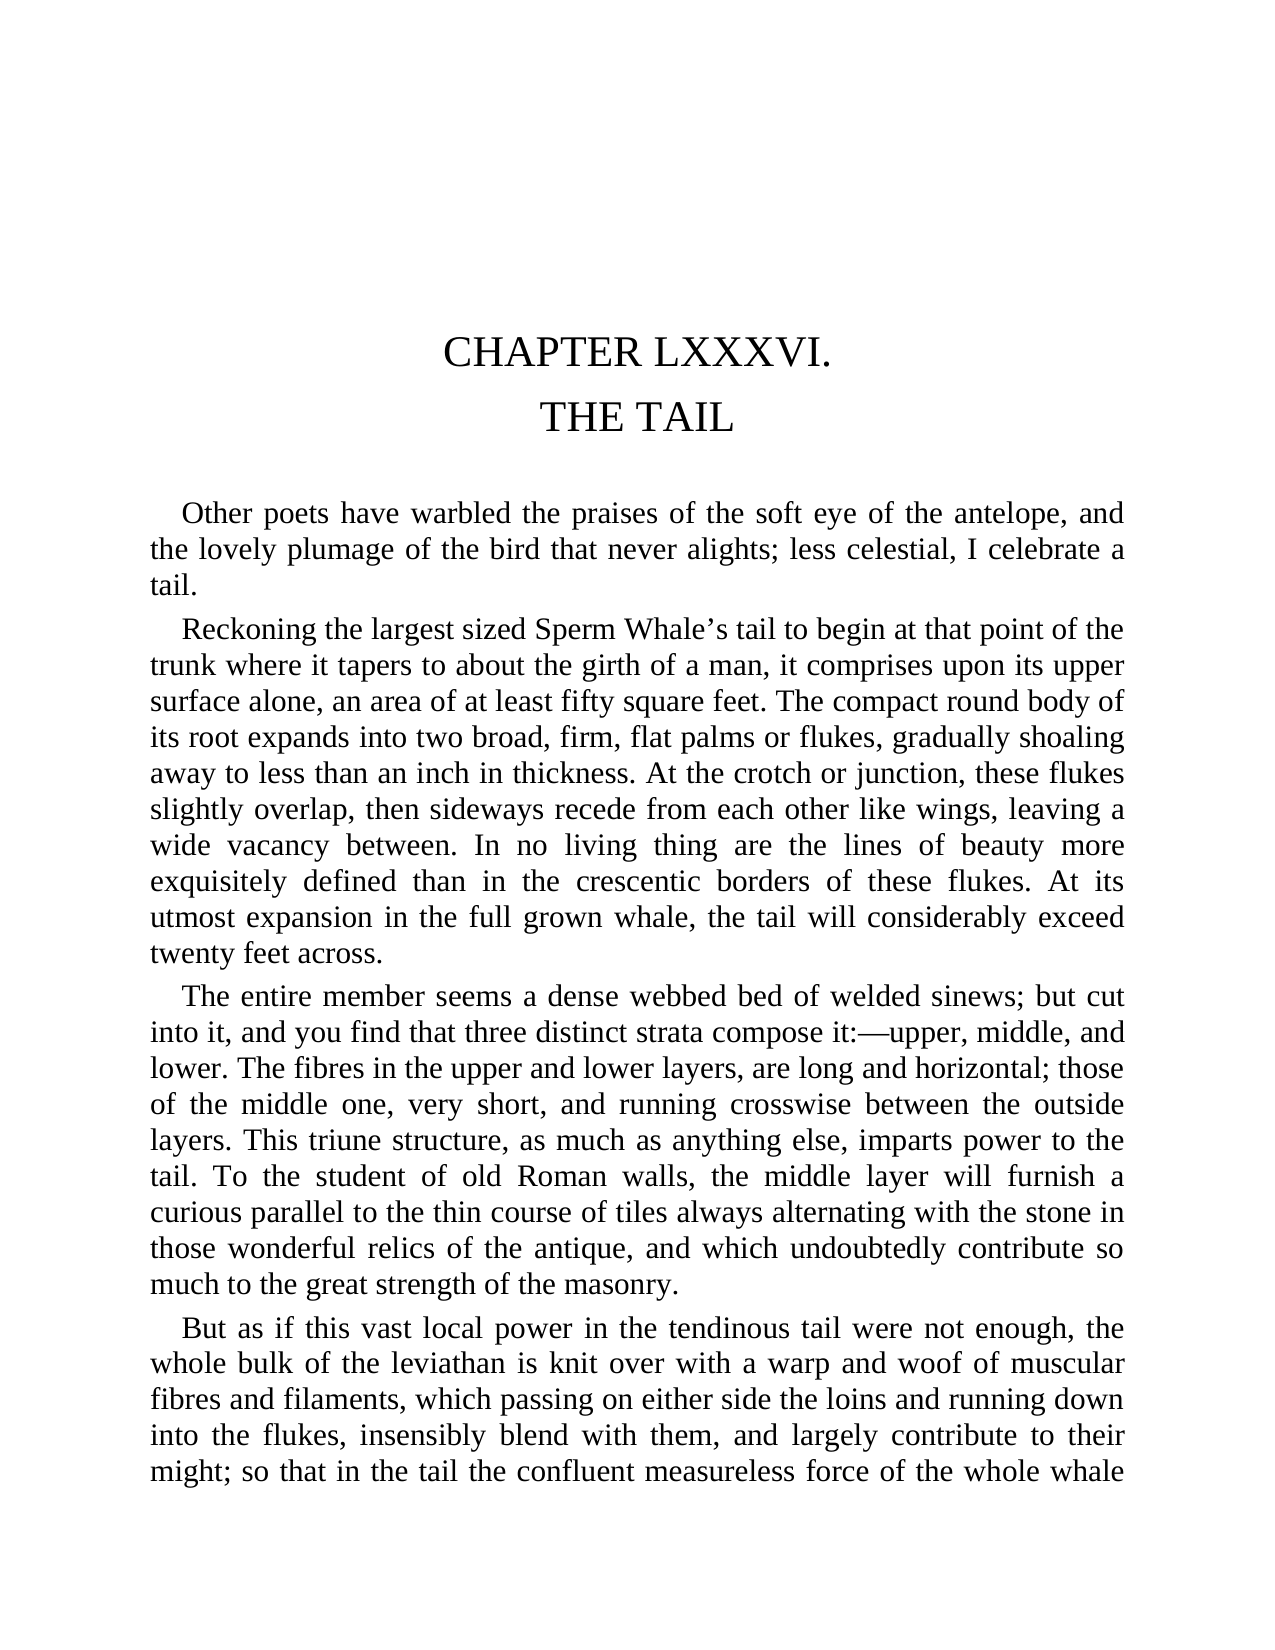 CHAPTER LXXXVI.
THE TAIL
Other poets have warbled the praises of the soft eye of the antelope, and
the lovely plumage of the bird that never alights; less celestial, I celebrate a
tail.
Reckoning the largest sized Sperm Whale’s tail to begin at that point of the
trunk where it tapers to about the girth of a man, it comprises upon its upper
surface alone, an area of at least fifty square feet. The compact round body of
its root expands into two broad, firm, flat palms or flukes, gradually shoaling
away to less than an inch in thickness. At the crotch or junction, these flukes
slightly overlap, then sideways recede from each other like wings, leaving a
wide vacancy between. In no living thing are the lines of beauty more
exquisitely defined than in the crescentic borders of these flukes. At its
utmost expansion in the full grown whale, the tail will considerably exceed
twenty feet across.
The entire member seems a dense webbed bed of welded sinews; but cut
into it, and you find that three distinct strata compose it:—upper, middle, and
lower. The fibres in the upper and lower layers, are long and horizontal; those
of the middle one, very short, and running crosswise between the outside
layers. This triune structure, as much as anything else, imparts power to the
tail. To the student of old Roman walls, the middle layer will furnish a
curious parallel to the thin course of tiles always alternating with the stone in
those wonderful relics of the antique, and which undoubtedly contribute so
much to the great strength of the masonry.
But as if this vast local power in the tendinous tail were not enough, the
whole bulk of the leviathan is knit over with a warp and woof of muscular
fibres and filaments, which passing on either side the loins and running down
into the flukes, insensibly blend with them, and largely contribute to their
might; so that in the tail the confluent measureless force of the whole whale